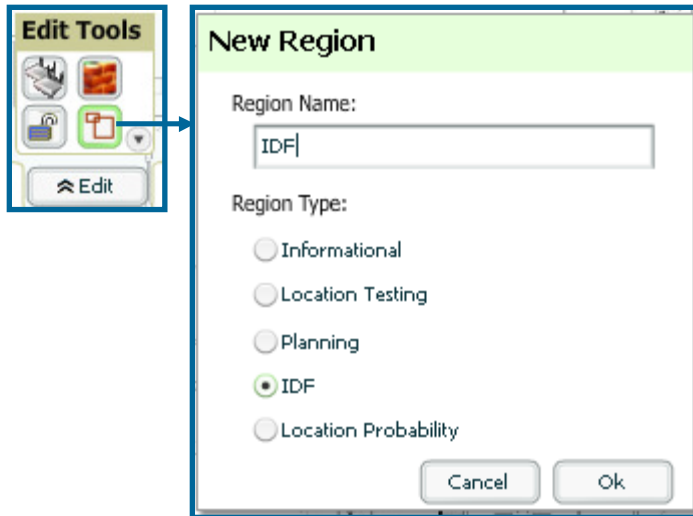 Edit Tools
Edit
New Region
Region Name:
IDF
Region Type:
Informational
Location Testing
Planning
IDF
Location Probability
Cancel Ok